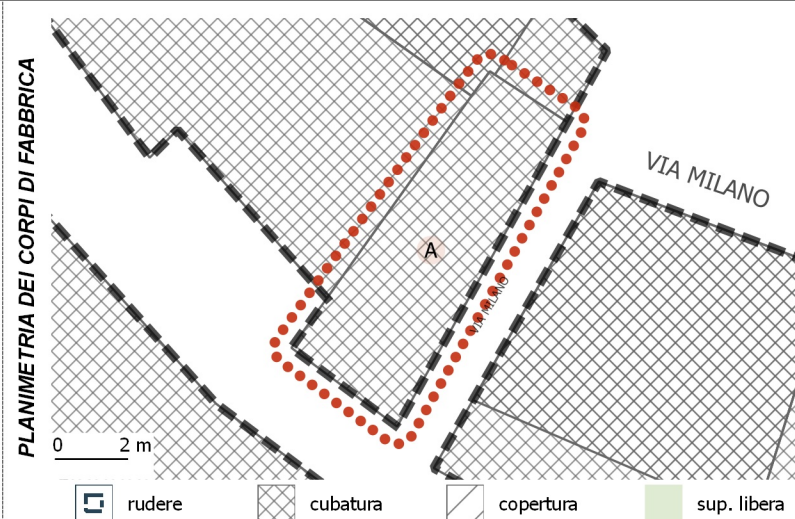 PLANIMETRIA DEI CORPI DI FABBRICA
VIA MILANO
A
VIA MILANO
0 2 m
rudere cubatura copertura sup. libera